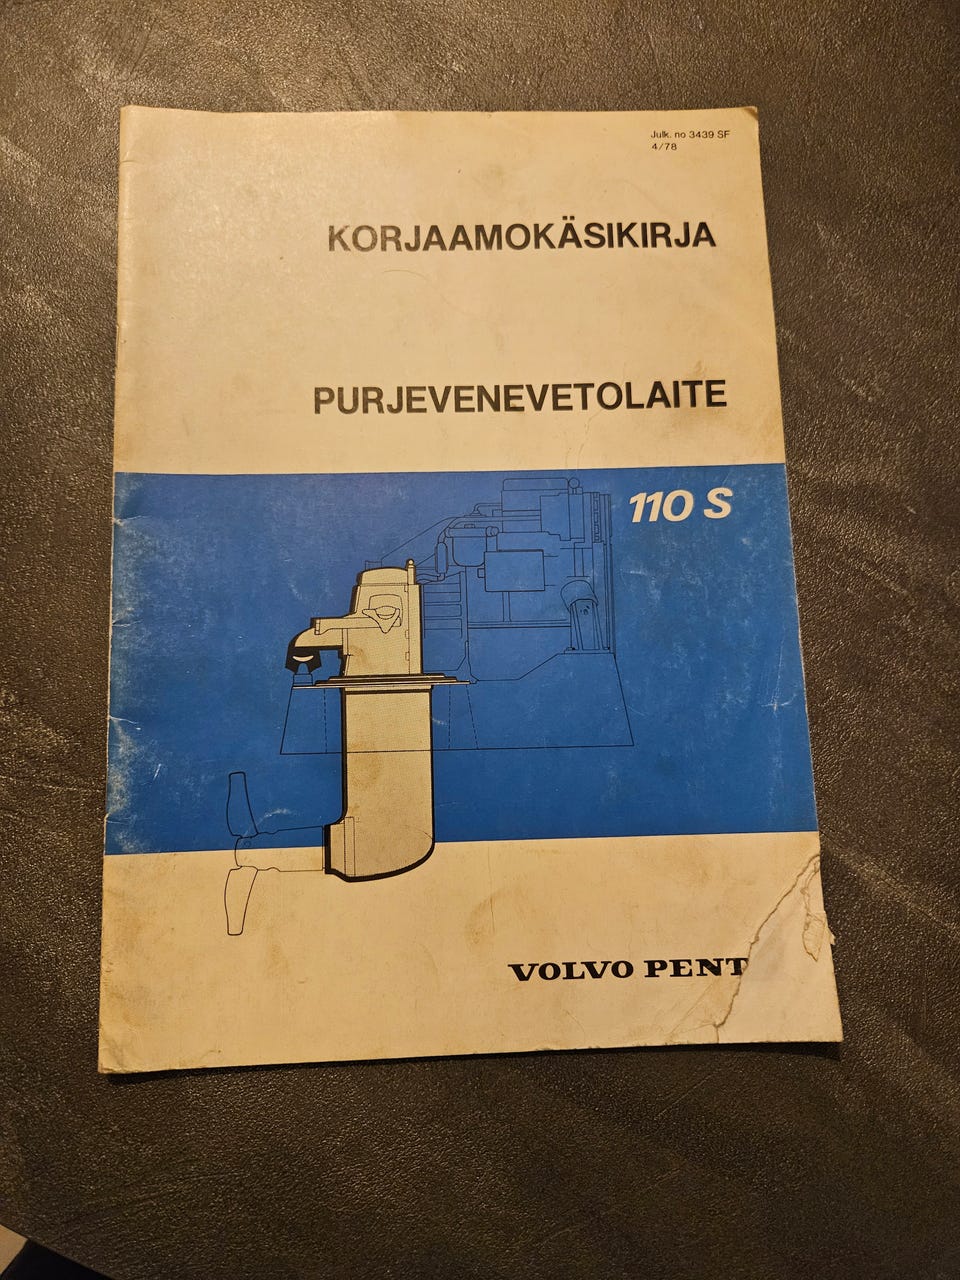 Julk. no 3439 SF
4/78
KORJAAMOKÄSIKIRJA
PURJEVENEVETOLAITE
110 S
VOLVO PENT